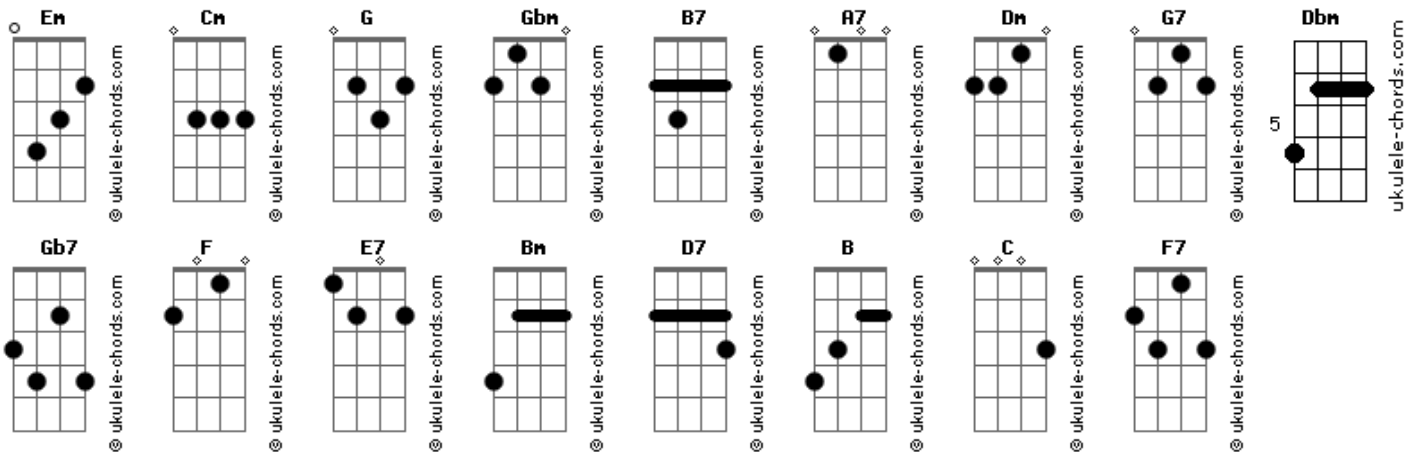 Em Cm G Gbm B7 A7 Dm G7 Dbm
© ukulele-chords.com © ukulele-chords.com © ukulele-chords.com © ukulele-chords.com © ukulele-chords.com © ukulele-chords.com © ukulele-chords.com © ukulele-chords.com ukulele-chords.com
5
Gb7 F E7 Bm D7 B C F7
© ukulele-chords.com © ukulele-chords.com © ukulele-chords.com © ukulele-chords.com © ukulele-chords.com © ukulele-chords.com © ukulele-chords.com © ukulele-chords.com